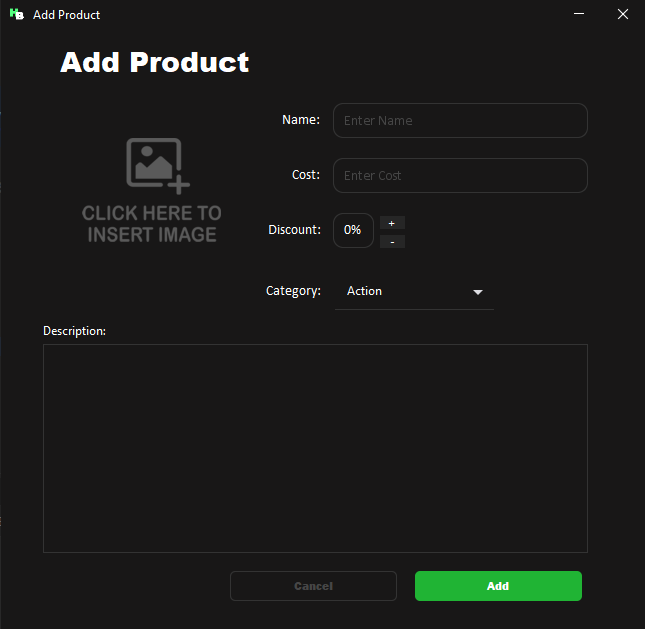 HB Add Product
Add Product
Name: Enter Name
Cost: Enter Cost
CLICK HERE TO
INSERT IMAGE
Discount: 0% + -
Category: Action
Description:
Cancel Add